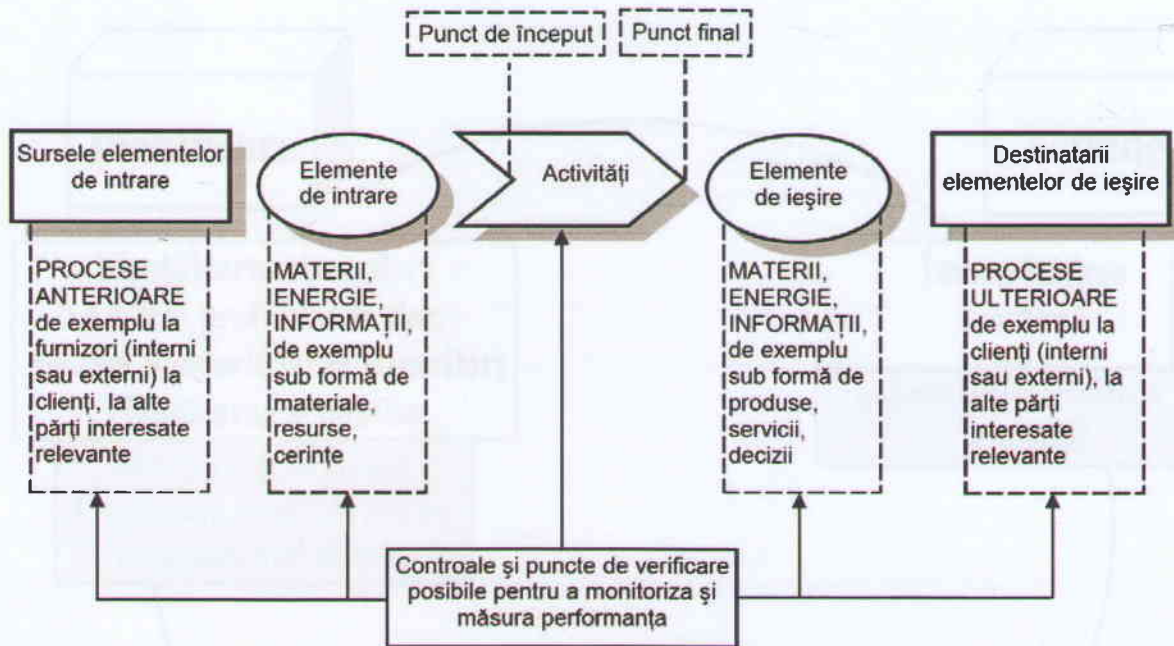 Punct de început
Punct final
Sursele elementelor
de intrare
Elemente
de intrare
Activități
Elemente
de ieşire
Destinatarii
elementelor de ieşire
PROCESE
ANTERIOARE
de exemplu la
furnizori (interni
sau externi) la
clienți, la alte
părți interesate
relevante
MATERII,
ENERGIE,
INFORMAȚII,
de exemplu
sub formă de
materiale,
resurse,
cerințe
MATERII,
ENERGIE,
INFORMAȚII,
de exemplu
sub formă de
produse,
servicii,
decizii
PROCESE
ULTERIOARE
de exemplu la
clienți (interni
sau externi), la
alte părți
interesate
relevante
Controale şi puncte de verificare
posibile pentru a monitoriza şi
măsura performanța